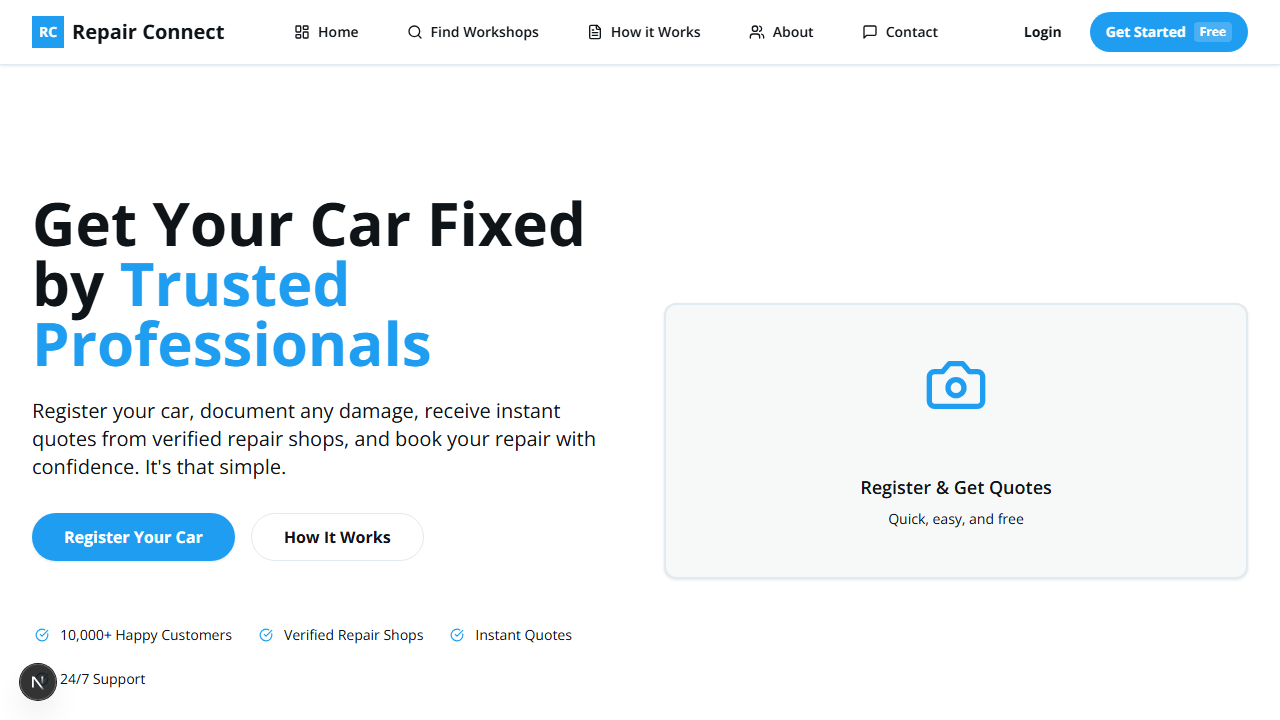 RC Repair Connect Home Find Workshops How it Works About Contact Login Get Started Free
Get Your Car Fixed
by Trusted
Professionals
Register your car, document any damage, receive instant
quotes from verified repair shops, and book your repair with
confidence. It's that simple.
Register Your Car How It Works
10,000+ Happy Customers Verified Repair Shops Instant Quotes
N 24/7 Support
Register & Get Quotes
Quick, easy, and free